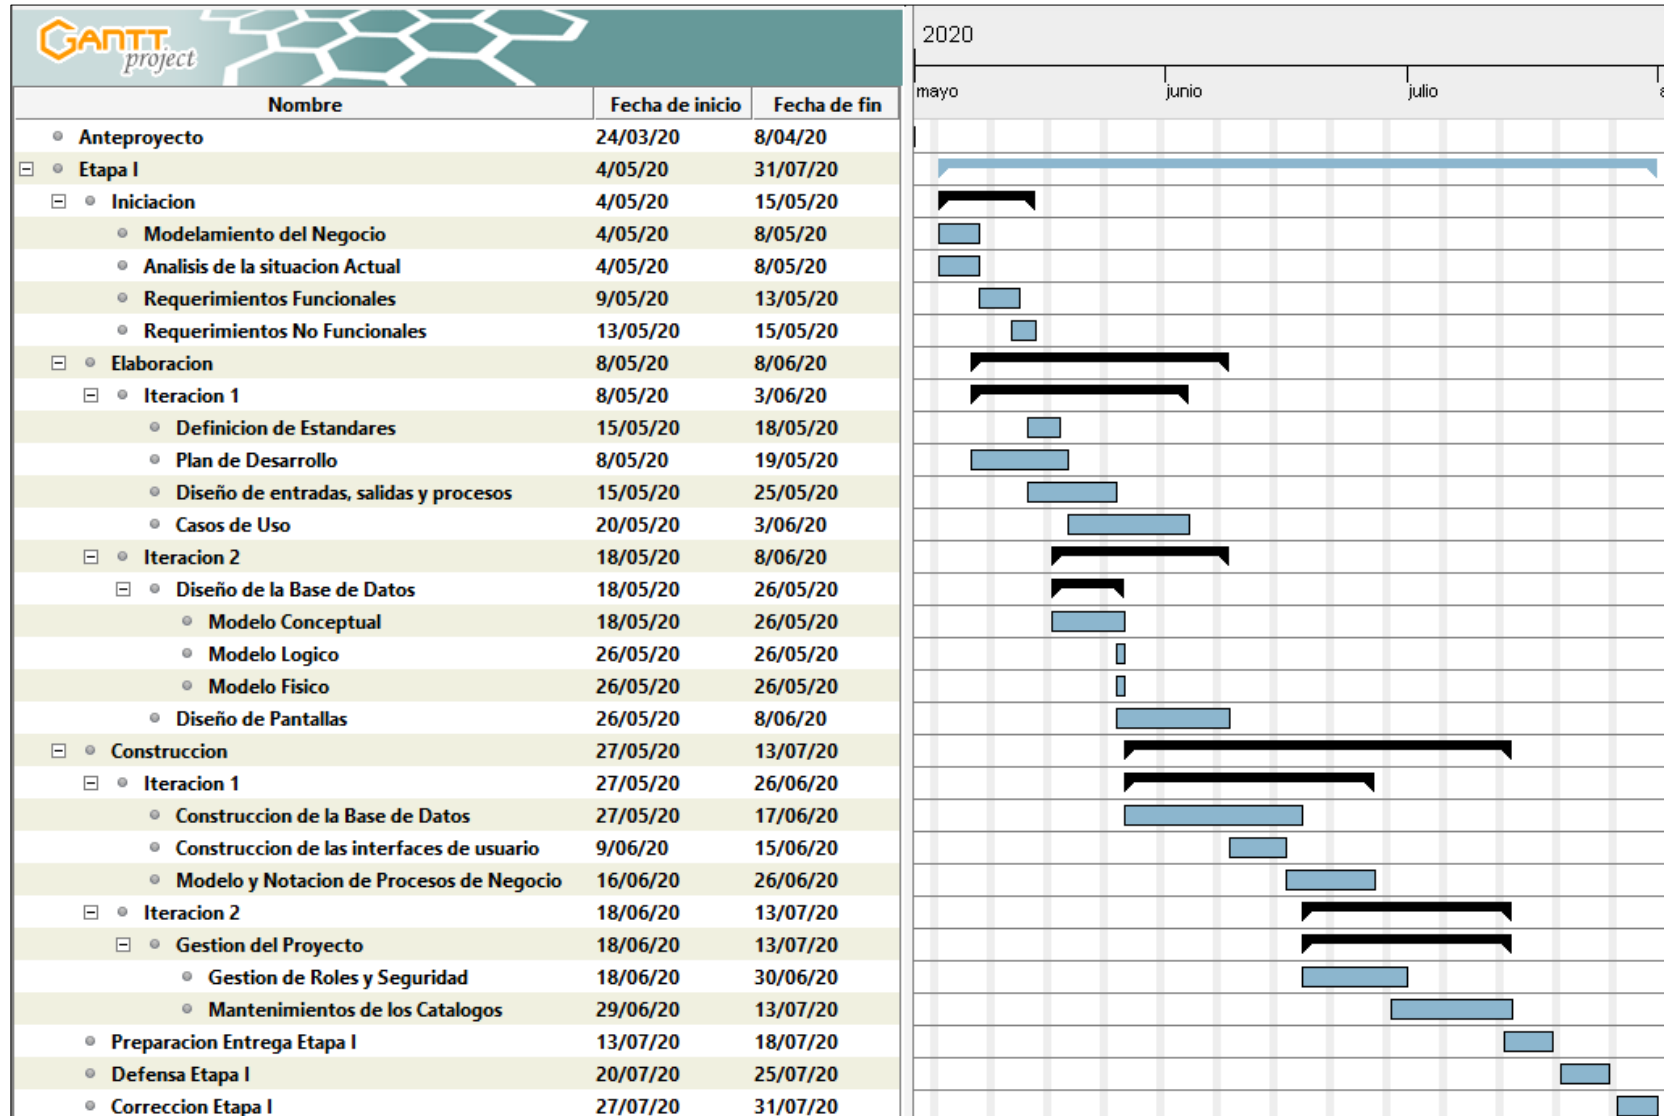 GANTT
project
2020
mayo junio julio a
Nombre Fecha de inicio Fecha de fin
Anteproyecto 24/03/20 8/04/20
Etapa I 4/05/20 31/07/20
Iniciacion 4/05/20 15/05/20
Modelamiento del Negocio 4/05/20 8/05/20
Analisis de la situacion Actual 4/05/20 8/05/20
Requerimientos Funcionales 9/05/20 13/05/20
Requerimientos No Funcionales 13/05/20 15/05/20
Elaboracion 8/05/20 8/06/20
Iteracion 1 8/05/20 3/06/20
Definicion de Estandares 15/05/20 18/05/20
Plan de Desarrollo 8/05/20 19/05/20
Diseño de entradas, salidas y procesos 15/05/20 25/05/20
Casos de Uso 20/05/20 3/06/20
Iteracion 2 18/05/20 8/06/20
Diseño de la Base de Datos 18/05/20 26/05/20
Modelo Conceptual 18/05/20 26/05/20
Modelo Logico 26/05/20 26/05/20
Modelo Fisico 26/05/20 26/05/20
Diseño de Pantallas 26/05/20 8/06/20
Construccion 27/05/20 13/07/20
Iteracion 1 27/05/20 26/06/20
Construccion de la Base de Datos 27/05/20 17/06/20
Construccion de las interfaces de usuario 9/06/20 15/06/20
Modelo y Notacion de Procesos de Negocio 16/06/20 26/06/20
Iteracion 2 18/06/20 13/07/20
Gestion del Proyecto 18/06/20 13/07/20
Gestion de Roles y Seguridad 18/06/20 30/06/20
Mantenimientos de los Catalogos 29/06/20 13/07/20
Preparacion Entrega Etapa I 13/07/20 18/07/20
Defensa Etapa I 20/07/20 25/07/20
Correccion Etapa I 27/07/20 31/07/20